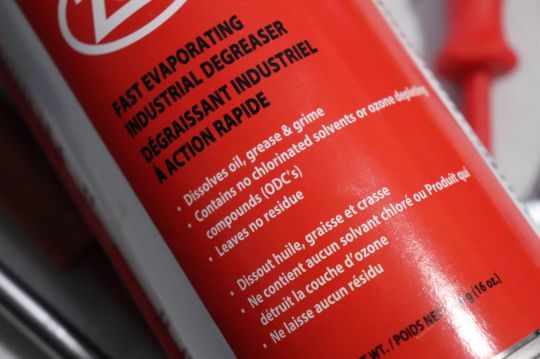 FAST EVAPORATING
INDUSTRIAL DEGREASER
DÉGRAISSANT INDUSTRIEL
À ACTION RAPIDE
• Dissolves oil, grease & grime
• Contains no chlorinated solvents or ozone depleting
compounds (ODC's)
• Leaves no residue
• Dissout huile, graisse et crasse
• Ne contient aucun solvant chloré ou Produit qui
détruit la couche d'ozone
• Ne laisse aucun résidu
WT. / POIDS g (16 oz.)